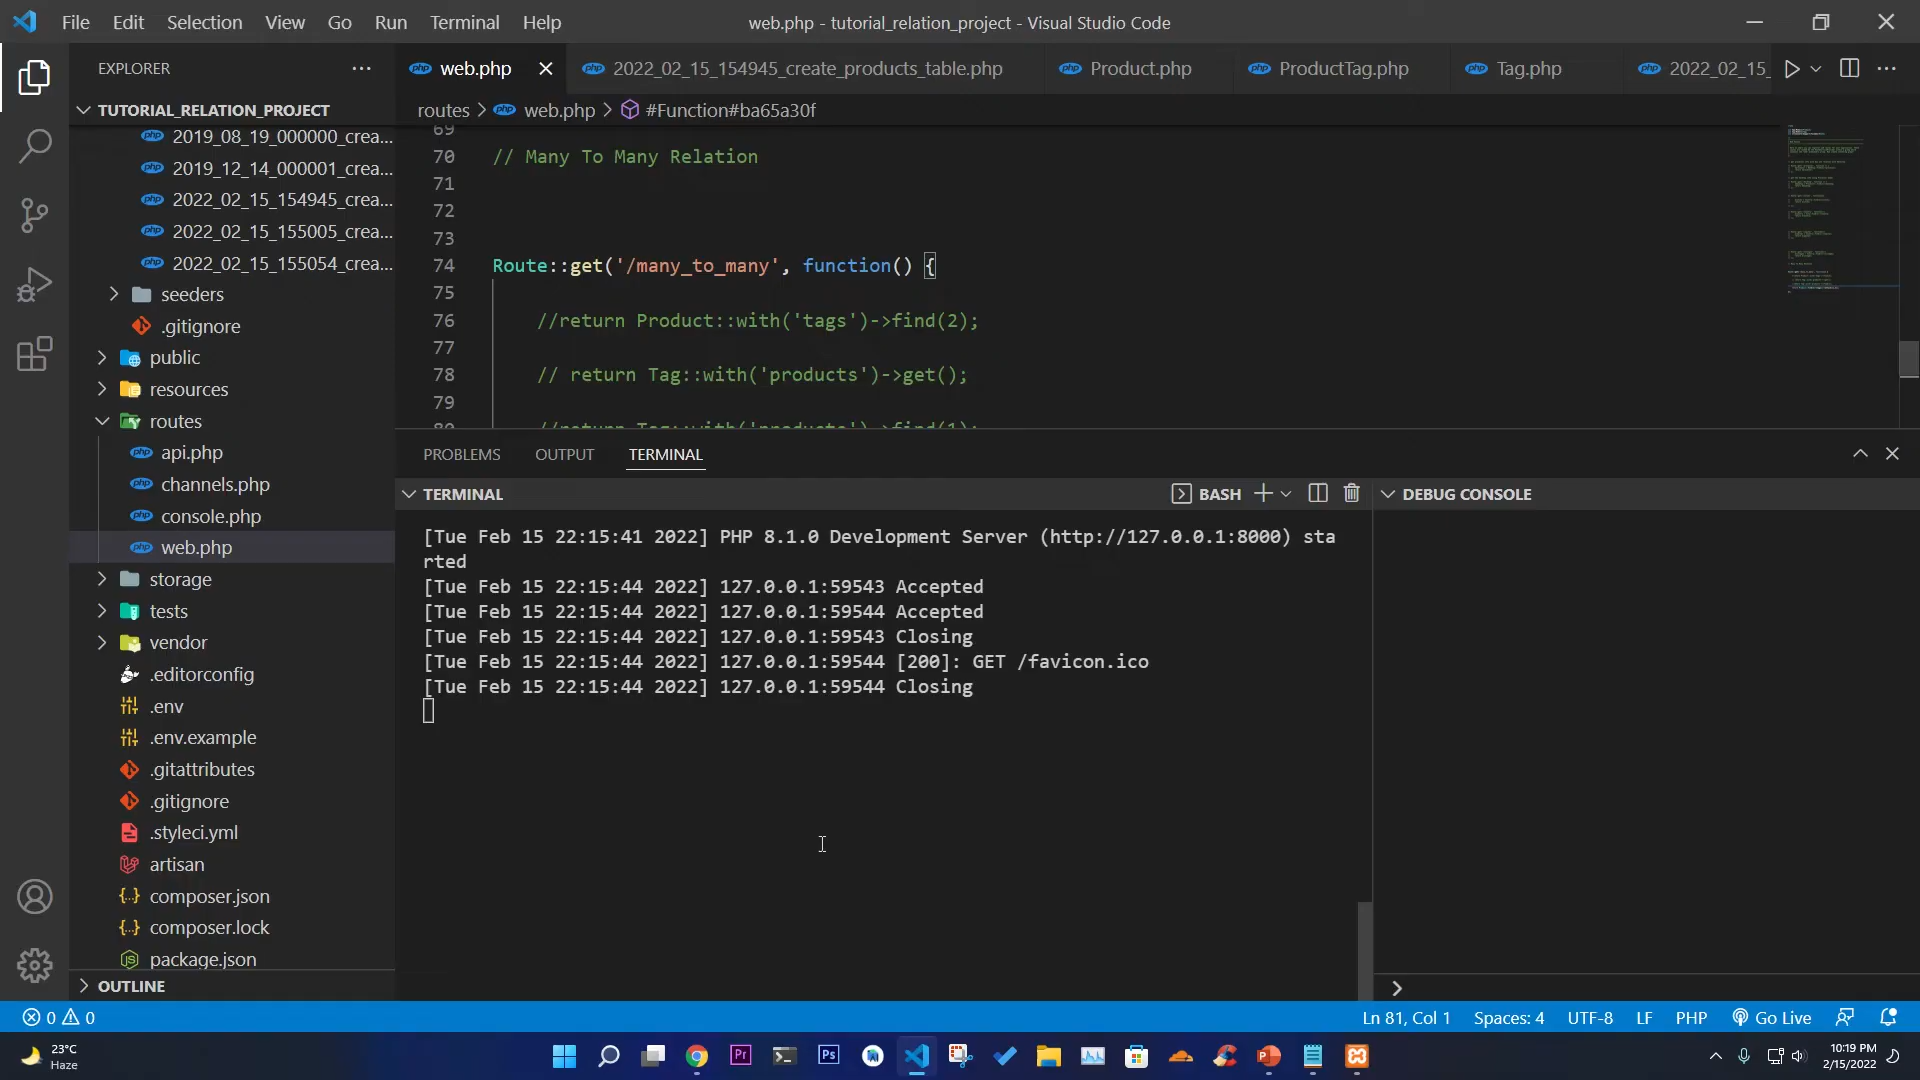 File Edit Selection View Go Run Terminal Help
web.php - tutorial_relation_project - Visual Studio Code
EXPLORER
TUTORIAL_RELATION_PROJECT
2019_08_19_000000_crea...
2019_12_14_000001_crea...
2022_02_15_154945_crea...
2022_02_15_155005_crea...
2022_02_15_155054_crea...
seeders
.gitignore
public
resources
routes
api.php
channels.php
console.php
web.php
storage
tests
vendor
.editorconfig
.env
.env.example
.gitattributes
.gitignore
.styleci.yml
artisan
composer.json
composer.lock
package.json
OUTLINE
web.php 2022_02_15_154945_create_products_table.php Product.php ProductTag.php Tag.php 2022_02_15_
routes > web.php > #Function#ba65a30f
69
70 // Many To Many Relation
71
72
73
74 Route::get('/many_to_many', function() {
75
76 //return Product::with('tags')->find(2);
77
78 // return Tag::with('products')->get();
79
80 //return Tag::with('products')->find(1);
PROBLEMS OUTPUT TERMINAL
TERMINAL BASH
[Tue Feb 15 22:15:41 2022] PHP 8.1.0 Development Server (http://127.0.0.1:8000) sta
rted
[Tue Feb 15 22:15:44 2022] 127.0.0.1:59543 Accepted
[Tue Feb 15 22:15:44 2022] 127.0.0.1:59544 Accepted
[Tue Feb 15 22:15:44 2022] 127.0.0.1:59543 Closing
[Tue Feb 15 22:15:44 2022] 127.0.0.1:59544 [200]: GET /favicon.ico
[Tue Feb 15 22:15:44 2022] 127.0.0.1:59544 Closing
DEBUG CONSOLE
0 0
Ln 81, Col 1 Spaces: 4 UTF-8 LF PHP Go Live
23°C
Haze
10:19 PM
2/15/2022